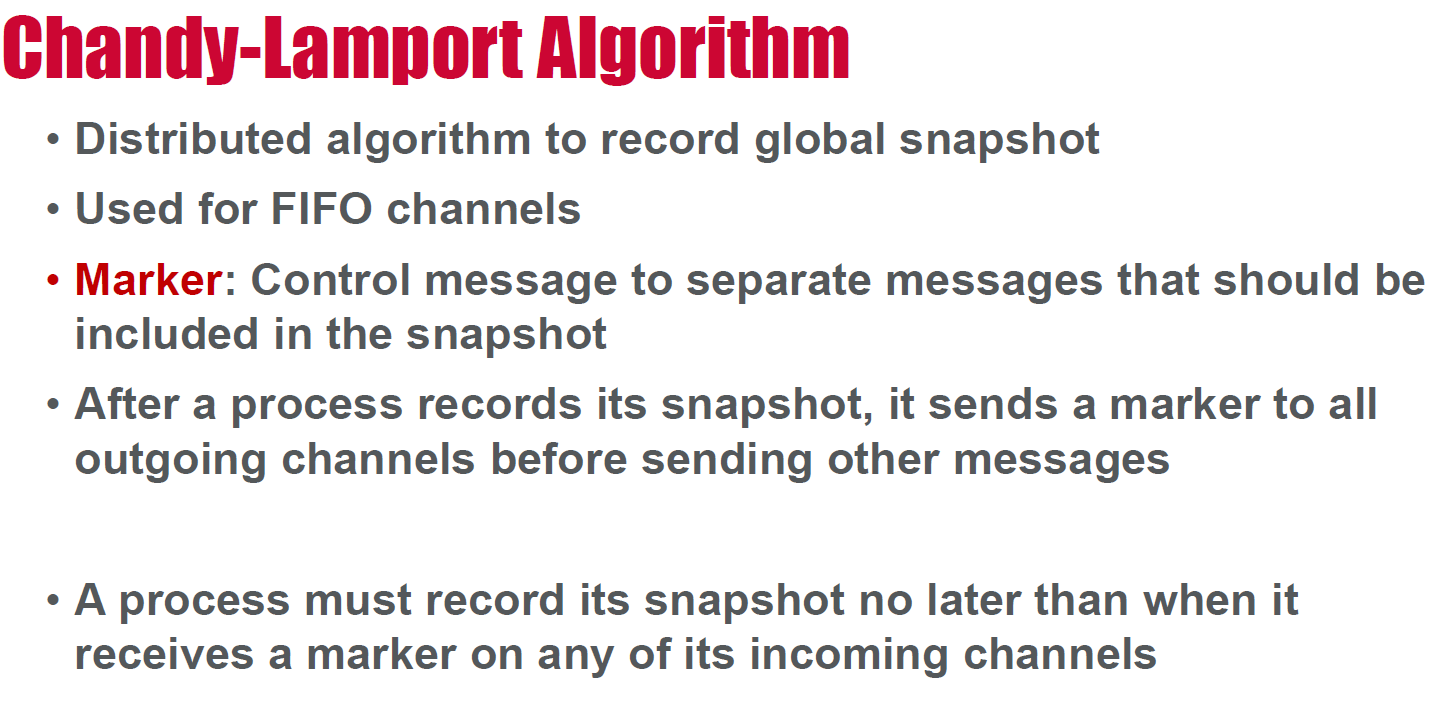 Chandy-Lamport Algorithm
• Distributed algorithm to record global snapshot
• Used for FIFO channels
• Marker: Control message to separate messages that should be
included in the snapshot
• After a process records its snapshot, it sends a marker to all
outgoing channels before sending other messages
• A process must record its snapshot no later than when it
receives a marker on any of its incoming channels